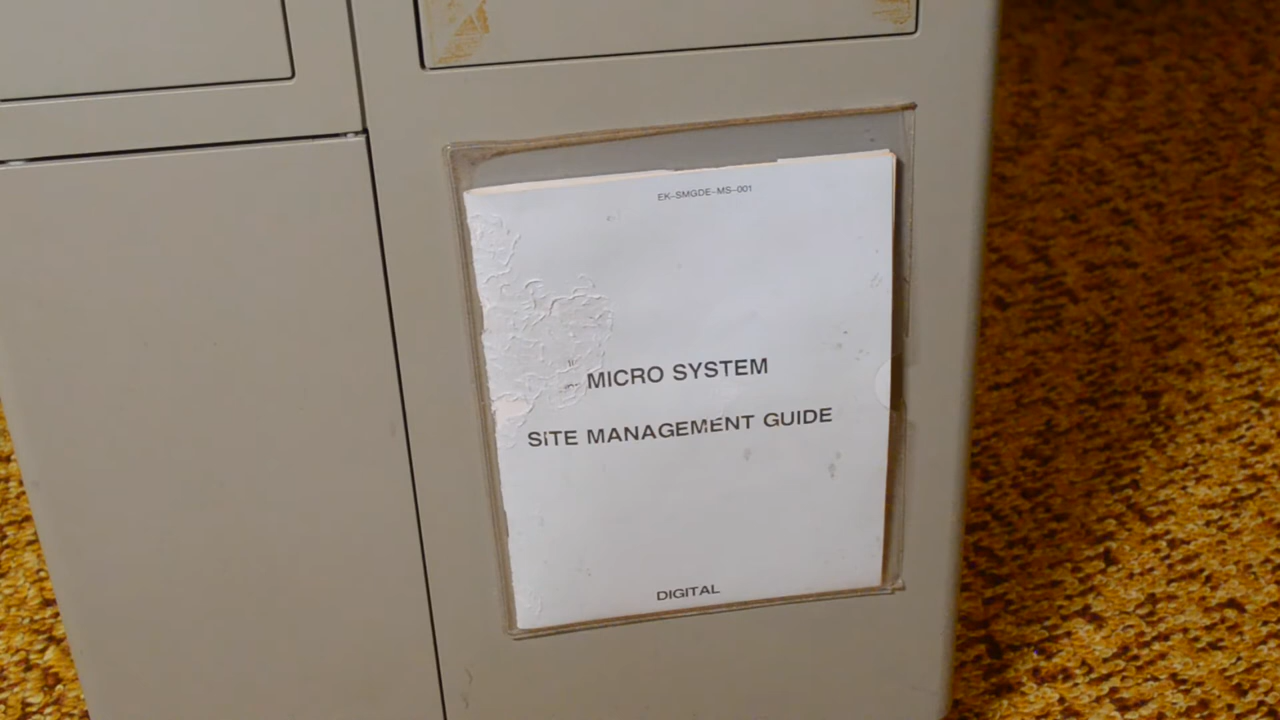 EK-SMGDE-MS-001
MICRO SYSTEM
SITE MANAGEMENT GUIDE
DIGITAL